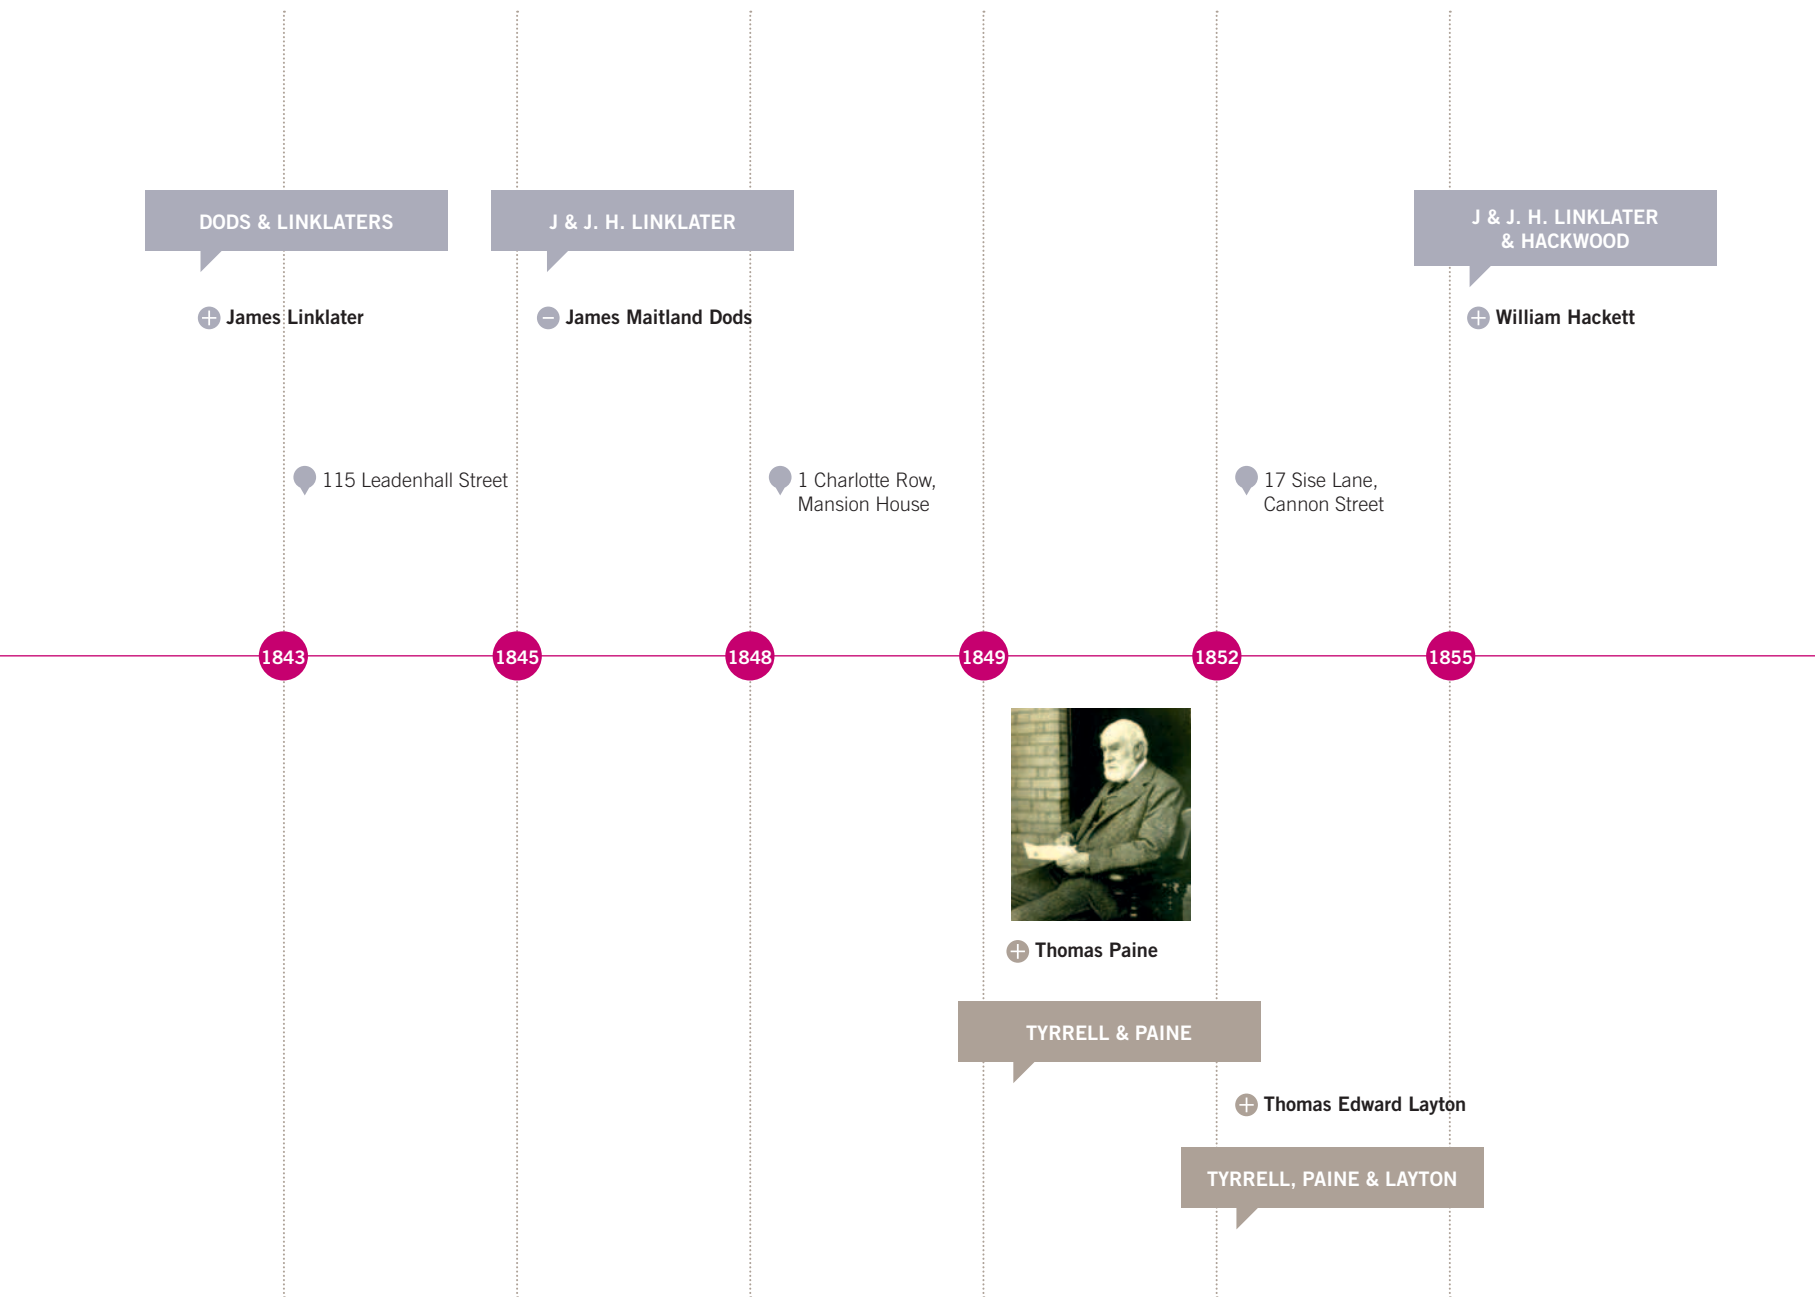 DODS & LINKLATERS
J & J. H. LINKLATER
J & J. H. LINKLATER
& HACKWOOD
James Linklater
James Maitland Dods
William Hackett
115 Leadenhall Street
1 Charlotte Row,
Mansion House
17 Sise Lane,
Cannon Street
1843
1845
1848
1849
1852
1855
Thomas Paine
TYRRELL & PAINE
Thomas Edward Layton
TYRRELL, PAINE & LAYTON